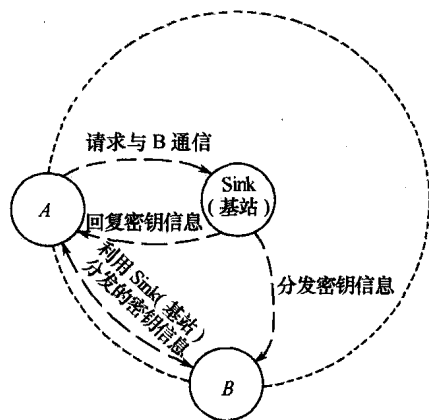 请求与B通信
Sink
(基站)
A
回复密钥信息
利用Sink(基站)
分发的密钥信息
分发密钥信息
B